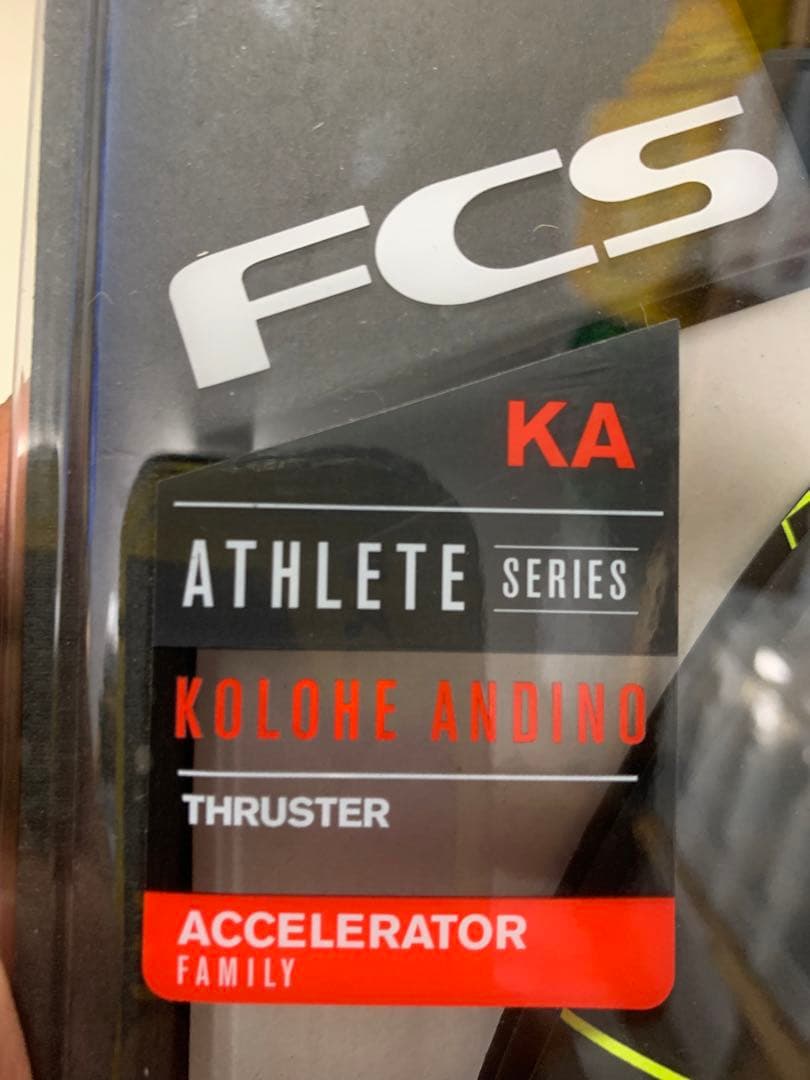 FCS
KA
ATHLETE SERIES
KOLOHE ANDINO
THRUSTER
ACCELERATOR
FAMILY